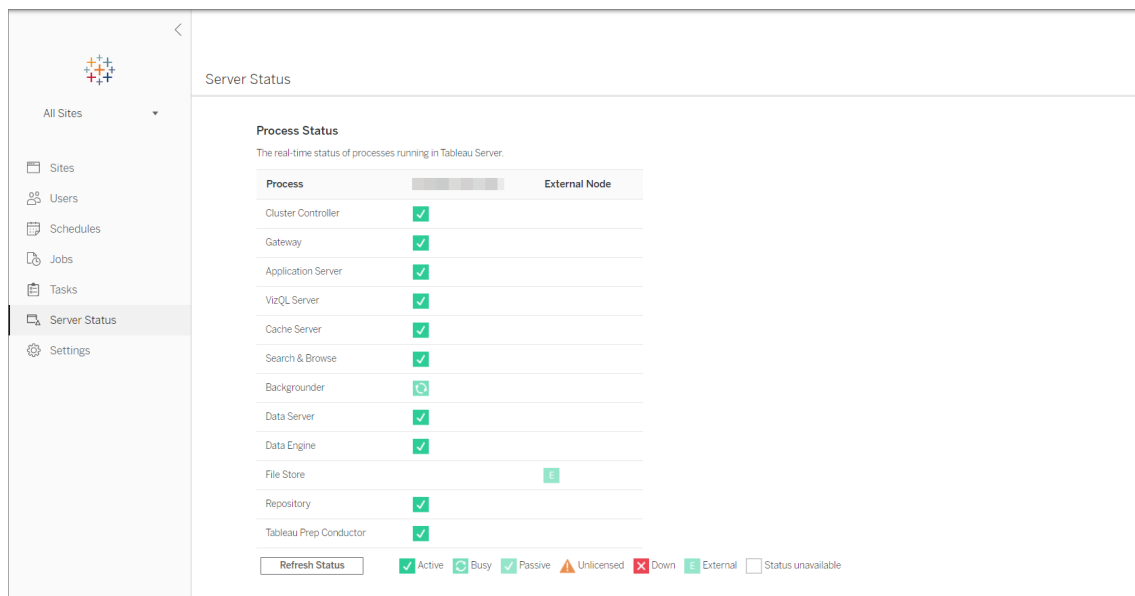 Server Status
All Sites
Sites
Users
Schedules
Jobs
Tasks
Server Status
Settings
Process Status
The real-time status of processes running in Tableau Server.
Process External Node
Cluster Controller
Gateway
Application Server
VizQL Server
Cache Server
Search & Browse
Backgrounder
Data Server
Data Engine
File Store E
Repository
Tableau Prep Conductor
Refresh Status Active Busy Passive Unlicensed Down E External Status unavailable